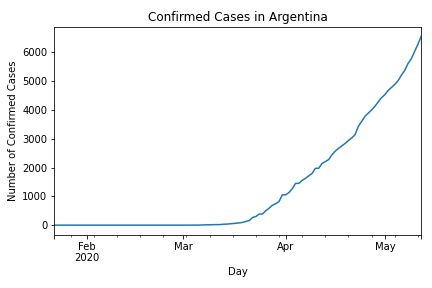 Confirmed Cases in Argentina
Number of Confirmed Cases
6000
5000
4000
3000
2000
1000
0
Feb
2020
Mar
Apr
May
Day